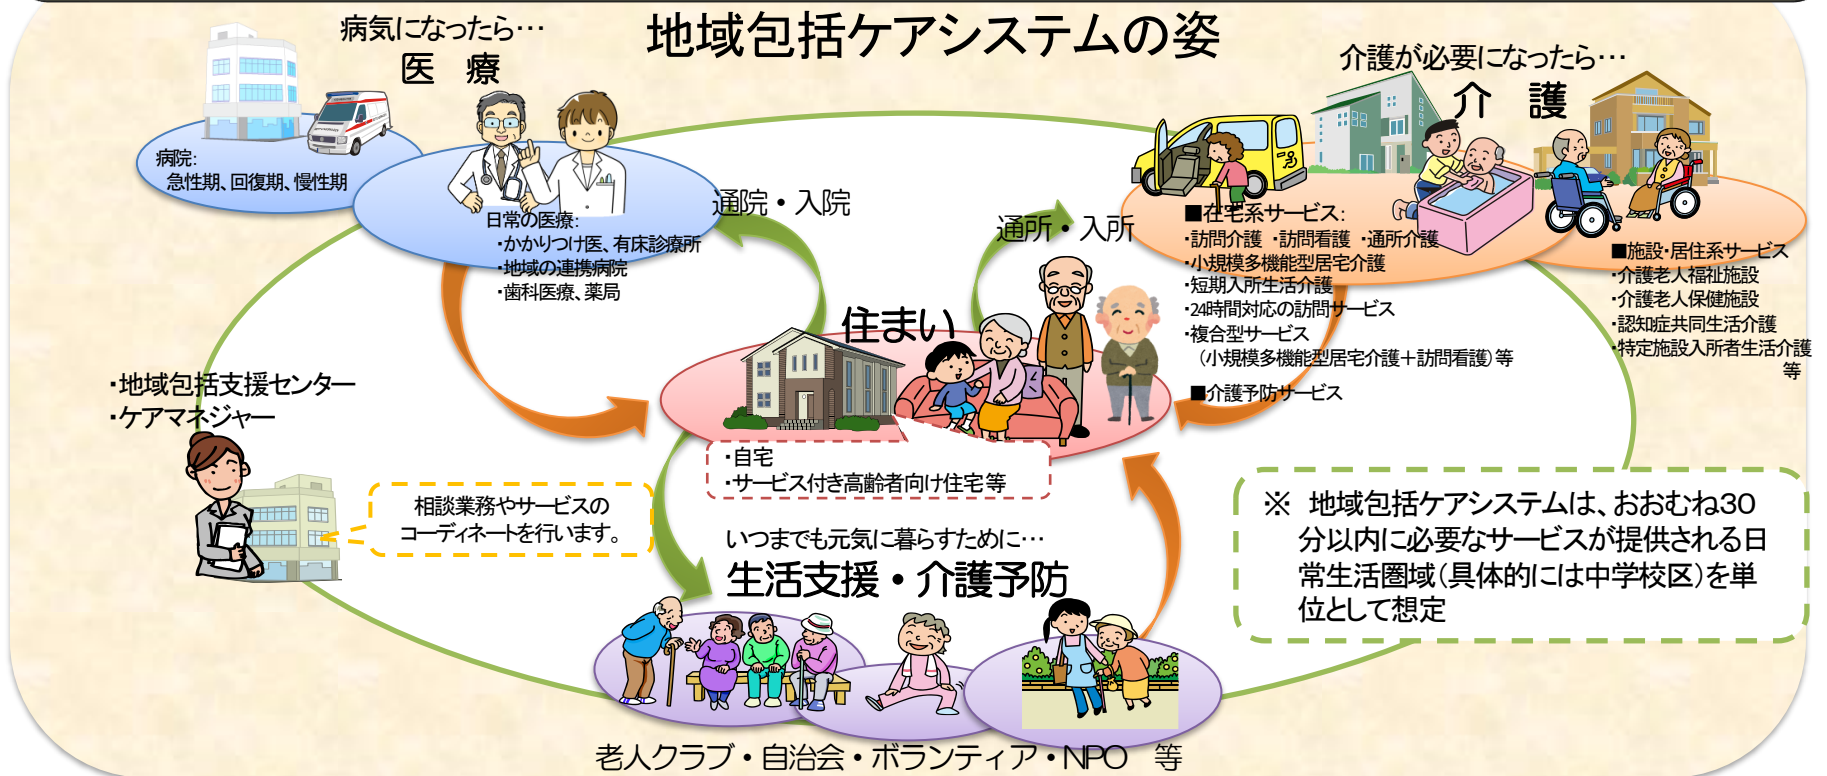 地域包括ケアシステムの姿
病気になったら…
医　療
病院:
急性期、回復期、慢性期
日常の医療:
・かかりつけ医、有床診療所
・地域の連携病院
・歯科医療、薬局
通院・入院
通所・入所
介護が必要になったら…
介　護
■在宅系サービス:
・訪問介護 ・訪問看護 ・通所介護
・小規模多機能型居宅介護
・短期入所生活介護
・24時間対応の訪問サービス
・複合型サービス
（小規模多機能型居宅介護＋訪問看護）等
■介護予防サービス
■施設・居住系サービス
・介護老人福祉施設
・介護老人保健施設
・認知症共同生活介護
・特定施設入所者生活介護
等
住まい
・自宅
・サービス付き高齢者向け住宅等
・地域包括支援センター
・ケアマネジャー
相談業務やサービスの
コーディネートを行います。
いつまでも元気に暮らすために…
生活支援・介護予防
老人クラブ・自治会・ボランティア・NPO　等
※　地域包括ケアシステムは、おおむね30
分以内に必要なサービスが提供される日
常生活圏域（具体的には中学校区）を単
位として想定